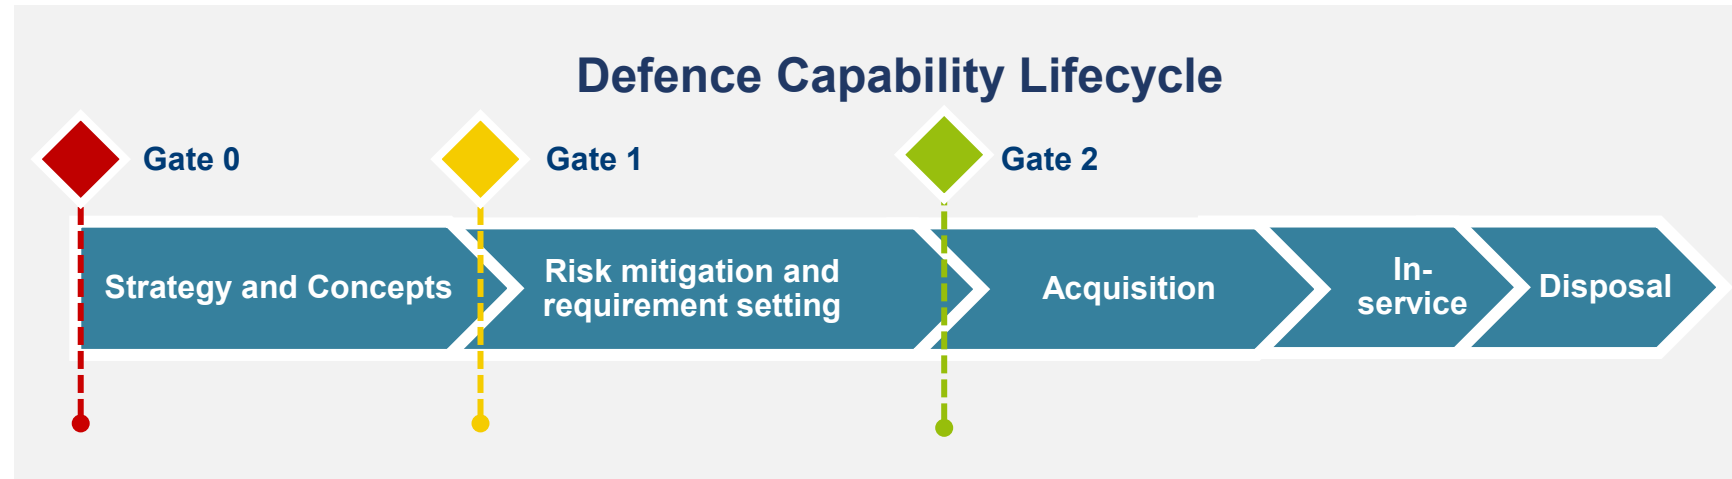 Defence Capability Lifecycle
Gate 0
Gate 1
Gate 2
Strategy and Concepts
Risk mitigation and
requirement setting
Acquisition
In-
service
Disposal